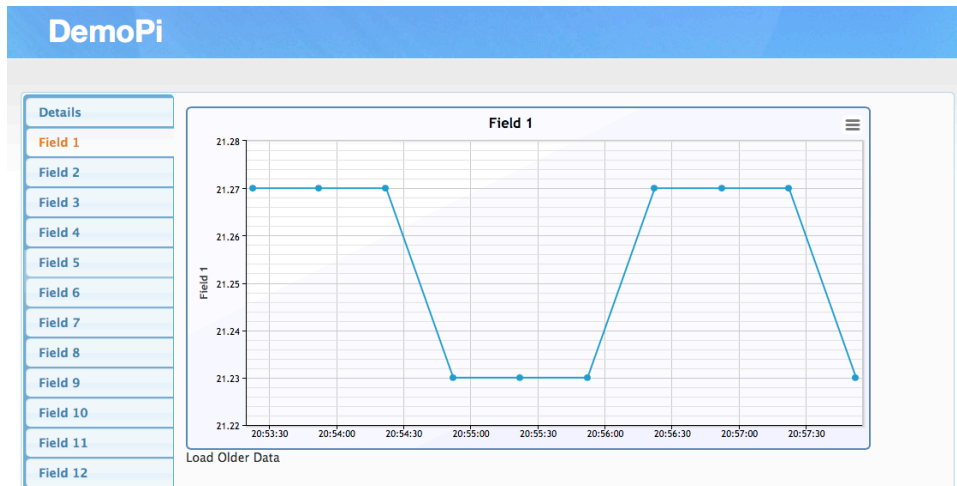 DemoPi
Details
Field 1
Field 2
Field 3
Field 4
Field 5
Field 6
Field 7
Field 8
Field 9
Field 10
Field 11
Field 12
Field 1
21.28
21.27
21.26
21.25
21.24
21.23
21.22
Field 1
20:53:30 20:54:00 20:54:30 20:55:00 20:55:30 20:56:00 20:56:30 20:57:00 20:57:30
Load Older Data